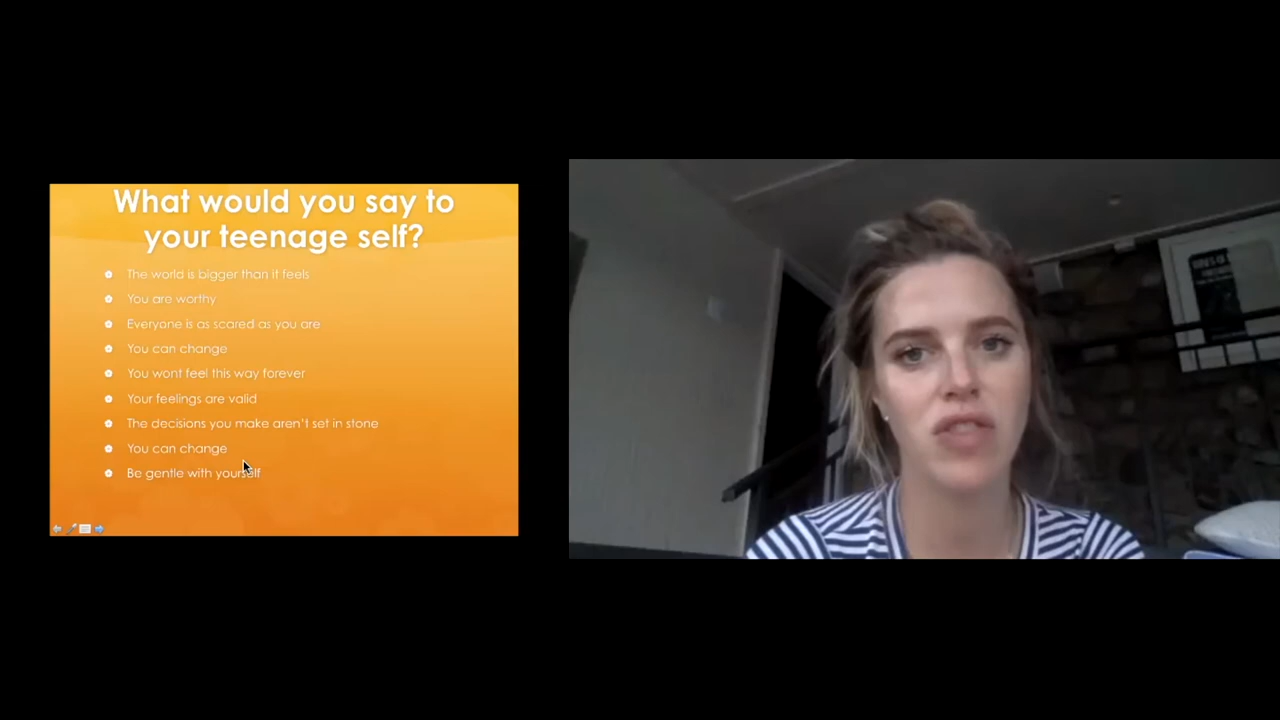 What would you say to
your teenage self?
The world is bigger than it feels
You are worthy
Everyone is as scared as you are
You can change
You wont feel this way forever
Your feelings are valid
The decisions you make aren't set in stone
You can change
Be gentle with yourself